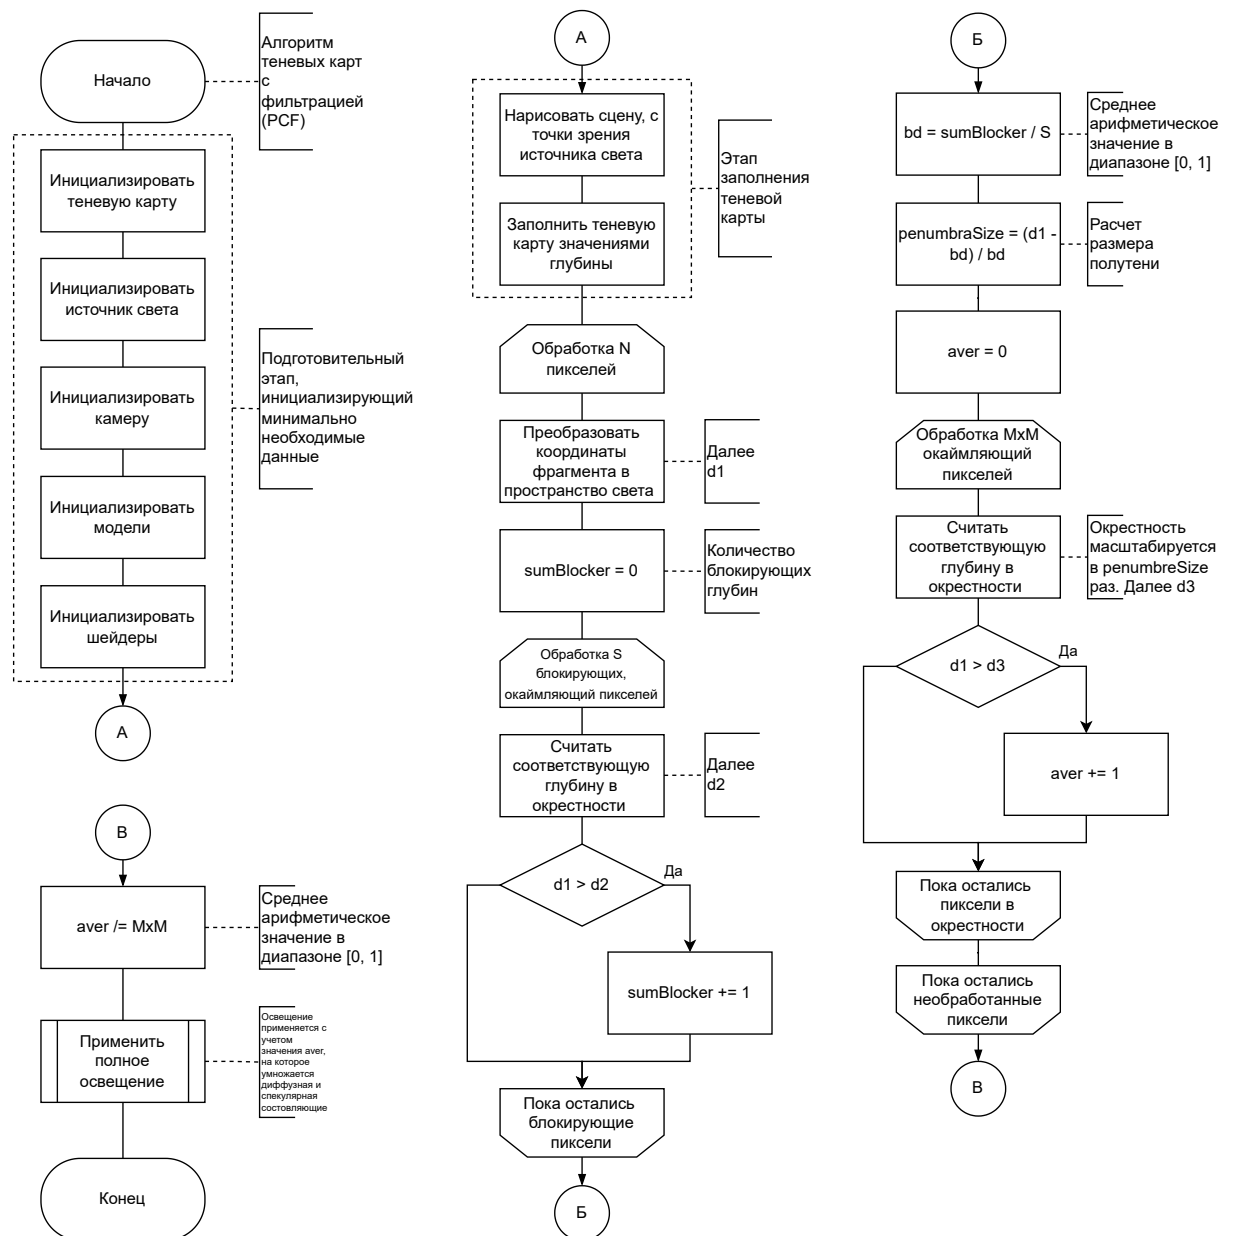 Начало
Алгоритм
теневых карт
с
фильтрацией
(PCF)
Инициализировать
теневую карту
Инициализировать
источник света
Инициализировать
камеру
Инициализировать
модели
Инициализировать
шейдеры
Подготовительный
этап,
инициализирующий
минимально
необходимые
данные
А
В
aver /= MxM
Среднее
арифметическое
значение в
диапазоне [0, 1]
Применить
полное
освещение
Освещение
применяется с
учетом
значения aver,
на которое
умножается
диффузная и
спекулярная
состовляющие
Конец
А
Нарисовать сцену, с
точки зрения
источника света
Заполнить теневую
карту значениями
глубины
Этап
заполнения
теневой
карты
Обработка N
пикселей
Преобразовать
координаты
фрагмента в
пространство света
Далее
d1
sumBlocker = 0
Количество
блокирующих
глубин
Обработка S
блокирующих,
окаймляющий пикселей
Считать
соответствующую
глубину в
окрестности
Далее
d2
d1 > d2
Да
sumBlocker += 1
Пока остались
блокирующие
пиксели
Б
Б
bd = sumBlocker / S
Среднее
арифметическое
значение в
диапазоне [0, 1]
penumbraSize = (d1 -
bd) / bd
Расчет
размера
полутени
aver = 0
Обработка MxM
окаймляющий
пикселей
Считать
соответствующую
глубину в
окрестности
Окрестность
масштабируется
в penumbreSize
раз. Далее d3
d1 > d3
Да
aver += 1
Пока остались
пиксели в
окрестности
Пока остались
необработанные
пиксели
В